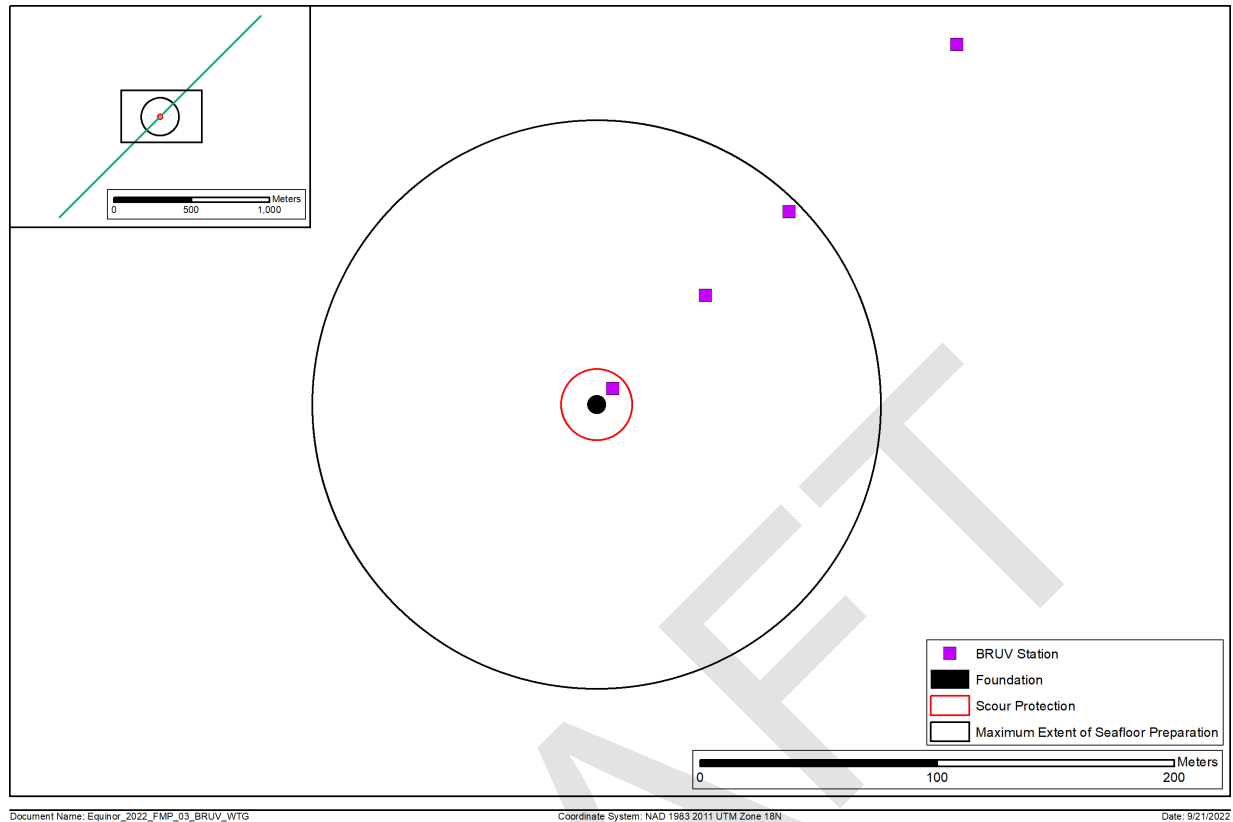 Meters
0 500 1,000
BRUV Station
Foundation
Scour Protection
Maximum Extent of Seafloor Preparation
Meters
0 100 200
Document Name: Equinor_2022_FMP_03_BRUV_WTG Coordinate System: NAD 1983 2011 UTM Zone 18N Date: 9/21/2022